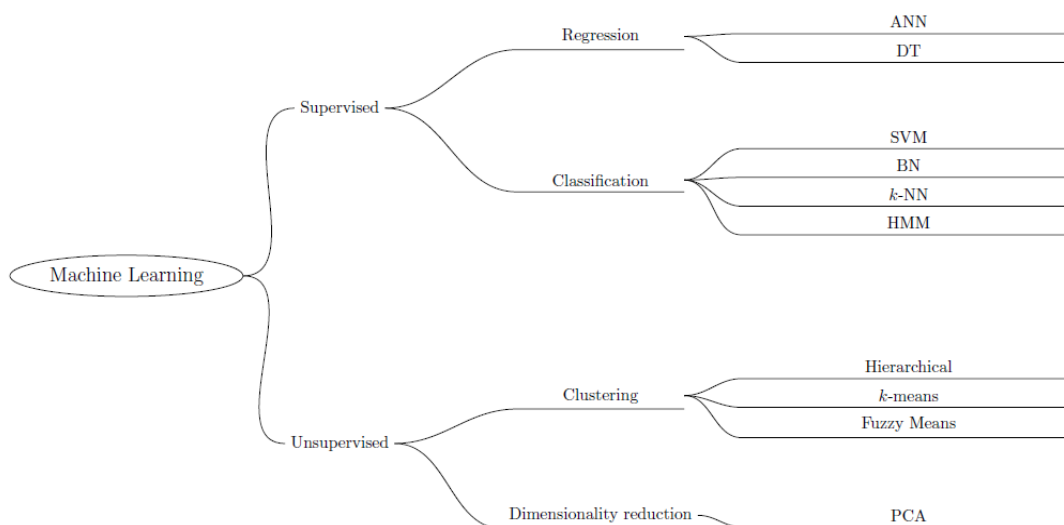 Machine Learning
Supervised
Regression
ANN
DT
Classification
SVM
BN
k-NN
HMM
Unsupervised
Clustering
Hierarchical
k-means
Fuzzy Means
Dimensionality reduction
PCA